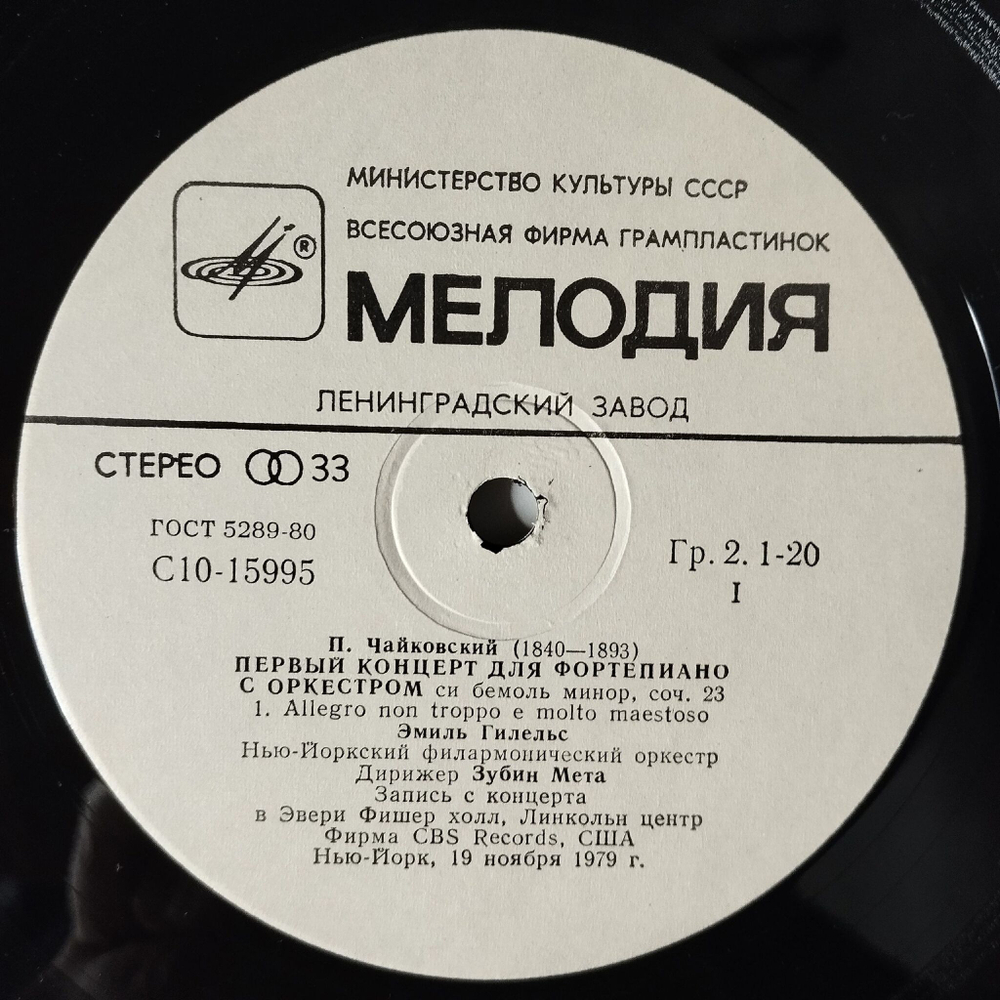 МИНИСТЕРСТВО КУЛЬТУРЫ СССР
ВСЕСОЮЗНАЯ ФИРМА ГРАМПЛАСТИНОК
®
МЕЛОДИЯ
ЛЕНИНГРАДСКИЙ ЗАВОД
СТЕРЕО 33
ГОСТ 5289-80
С10-15995
Гр. 2. 1-20
I
П. Чайковский (1840—1893)
ПЕРВЫЙ КОНЦЕРТ ДЛЯ ФОРТЕПИАНО
С ОРКЕСТРОМ си бемоль минор, соч. 23
1. Allegro non troppo e molto maestoso
Эмиль Гилельс
Нью-Йоркский филармонический оркестр
Дирижер Зубин Мета
Запись с концерта
в Эвери Фишер холл, Линкольн центр
Фирма CBS Records, США
Нью-Йорк, 19 ноября 1979 г.